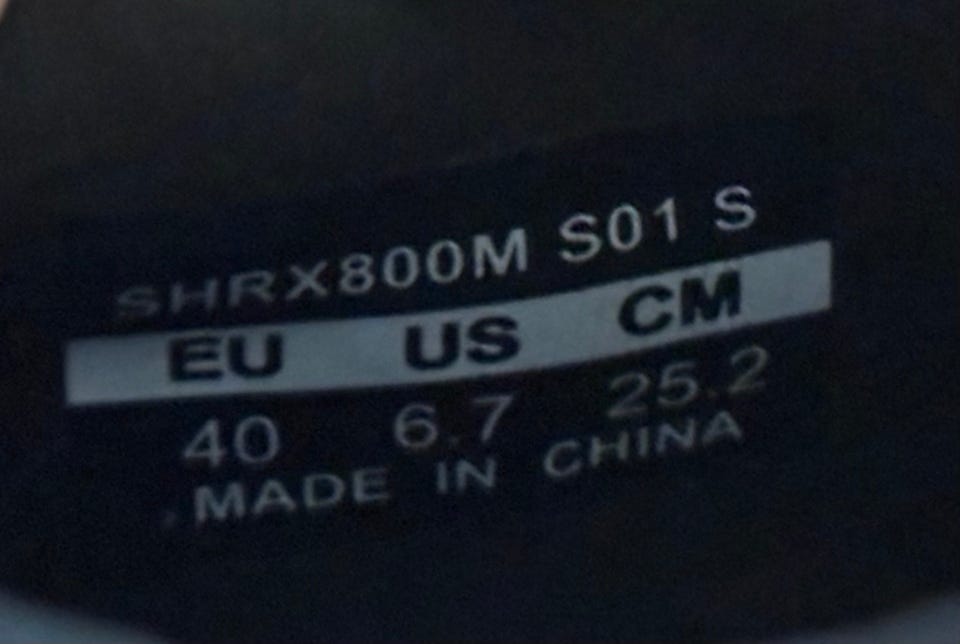 SHRX800M S01 S
EU US CM
40 6.7 25.2
MADE IN CHINA